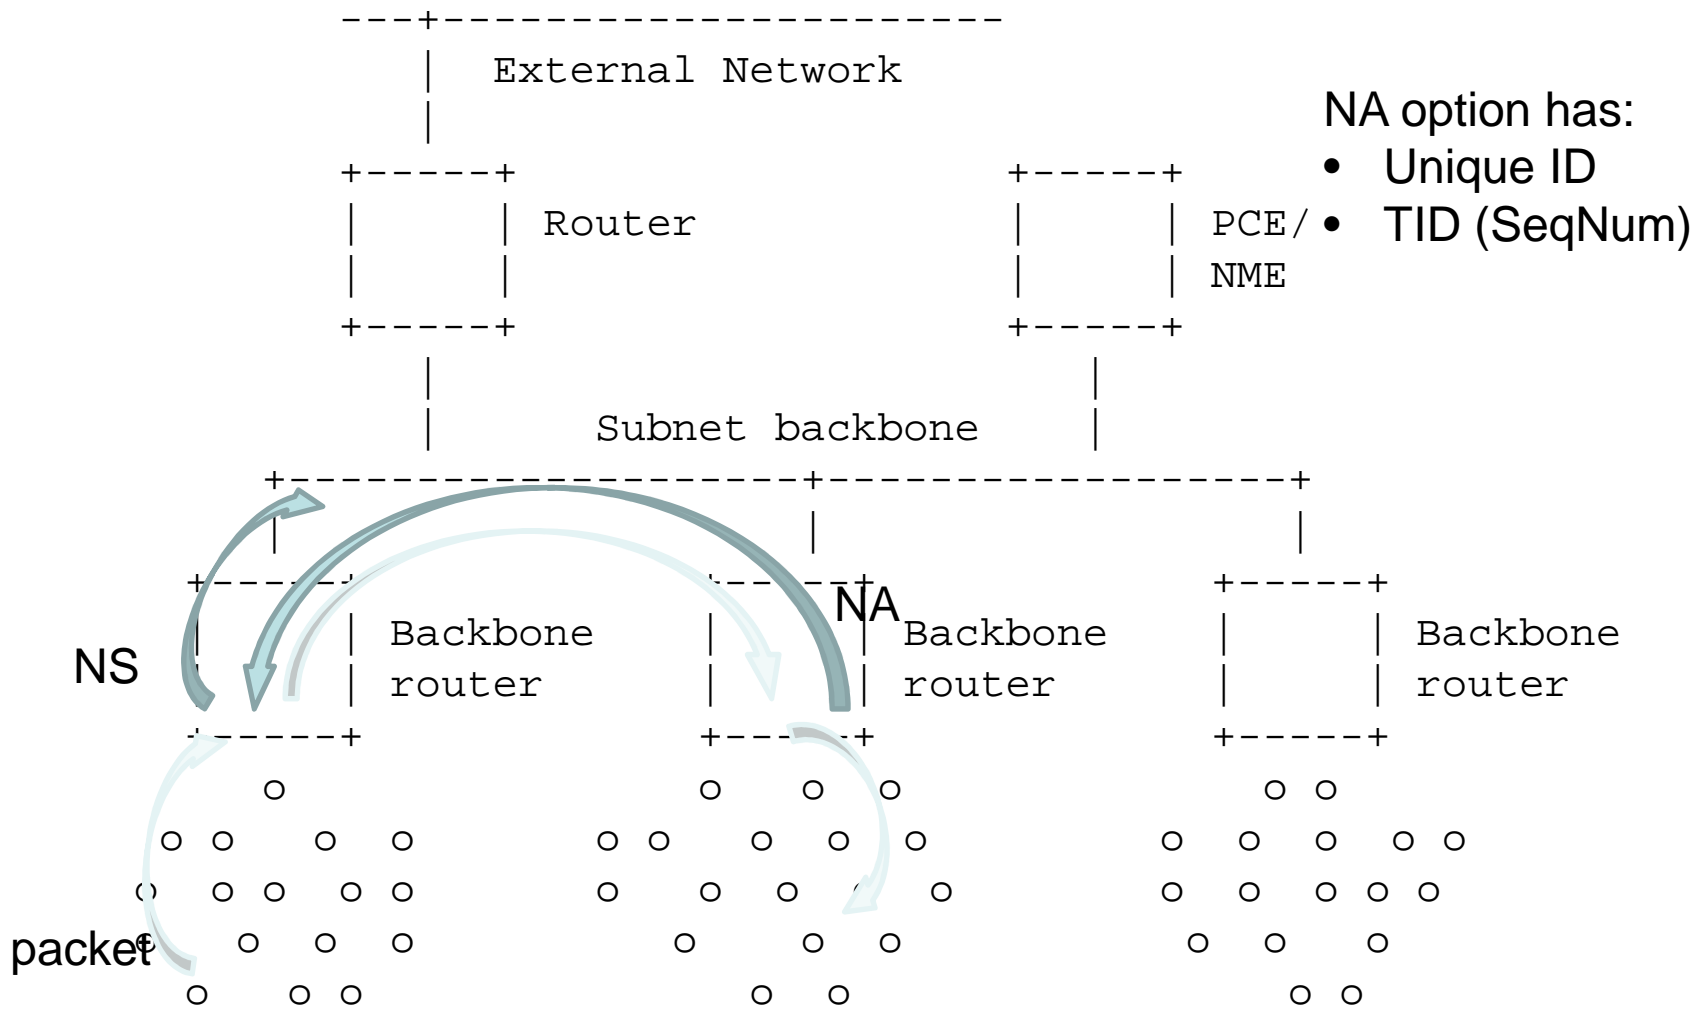 External Network
NA option has:
• Unique ID
• TID (SeqNum)
Router
PCE/
NME
Subnet backbone
NS
NA
Backbone
router
Backbone
router
Backbone
router
packet